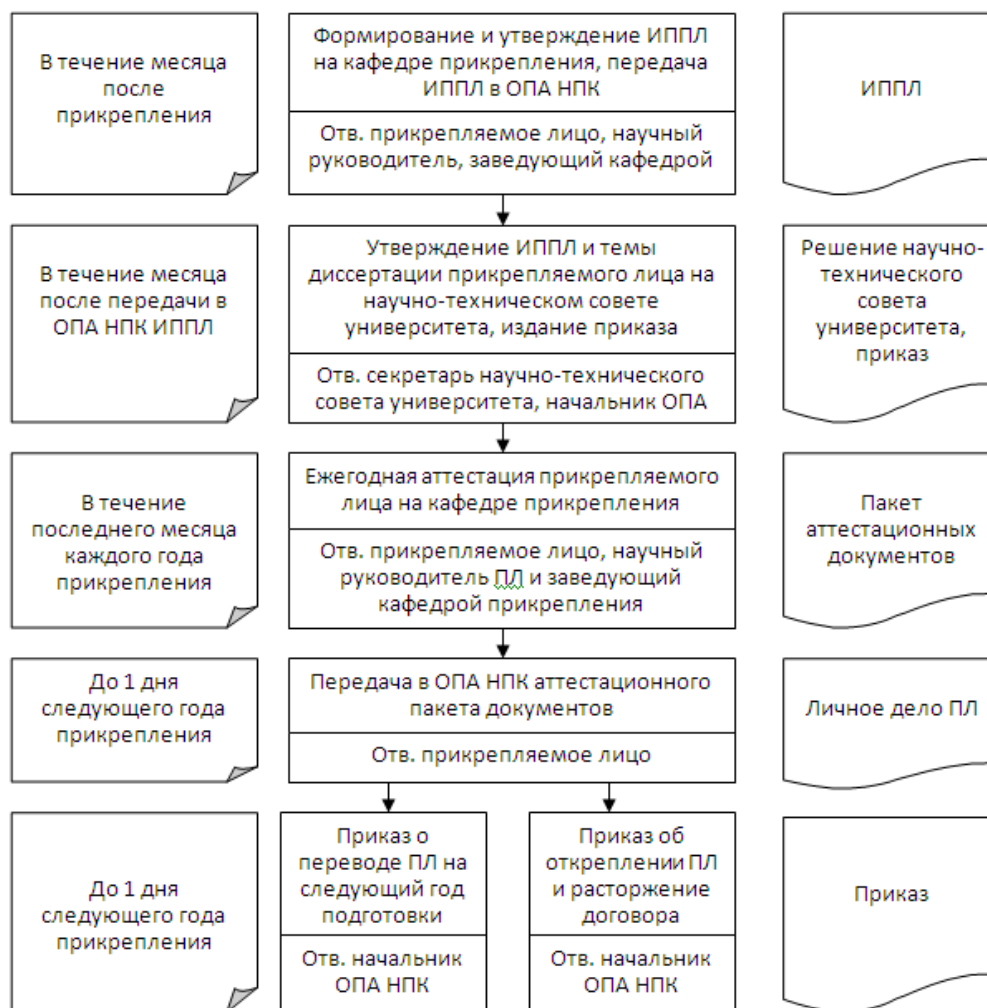 В течение месяца
после
прикрепления
Формирование и утверждение ИППЛ
на кафедре прикрепления, передача
ИППЛ в ОПА НПК
Отв. прикрепляемое лицо, научный
руководитель, заведующий кафедрой
ИППЛ
В течение месяца
после передачи в
ОПА НПК ИППЛ
Утверждение ИППЛ и темы
диссертации прикрепляемого лица на
научно-техническом совете
университета, издание приказа
Отв. секретарь научно-технического
совета университета, начальник ОПА
Решение научно-
технического
совета
университета,
приказ
В течение
последнего месяца
каждого года
прикрепления
Ежегодная аттестация прикрепляемого
лица на кафедре прикрепления
Отв. прикрепляемое лицо, научный
руководитель ПЛ и заведующий
кафедрой прикрепления
Пакет
аттестационных
документов
До 1 дня
следующего года
прикрепления
Передача в ОПА НПК аттестационного
пакета документов
Отв. прикрепляемое лицо
Личное дело ПЛ
До 1 дня
следующего года
прикрепления
Приказ о
переводе ПЛ на
следующий год
подготовки
Отв. начальник
ОПА НПК
Приказ об
откреплении ПЛ
и расторжение
договора
Отв. начальник
ОПА НПК
Приказ